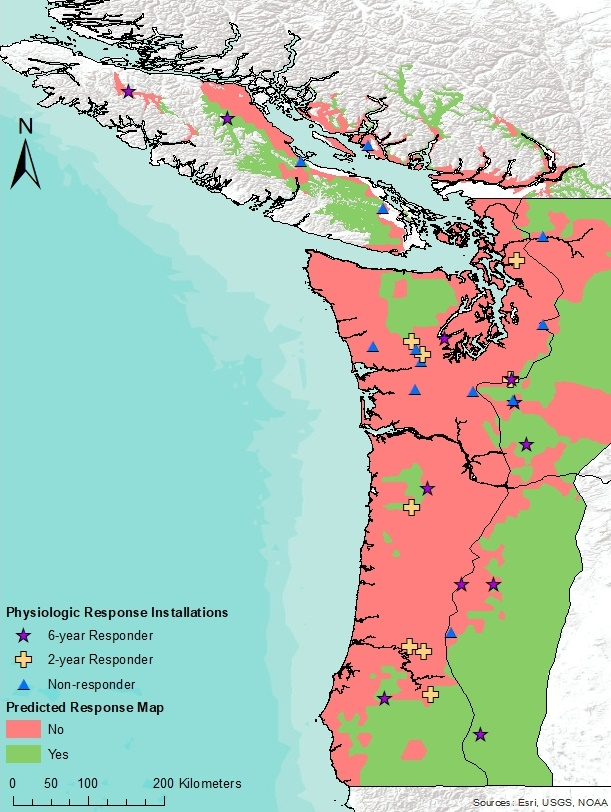 N
Physiologic Response Installations
6-year Responder
2-year Responder
Non-responder
Predicted Response Map
No
Yes
0 50 100 200 Kilometers
Sources: Esri, USGS, NOAA